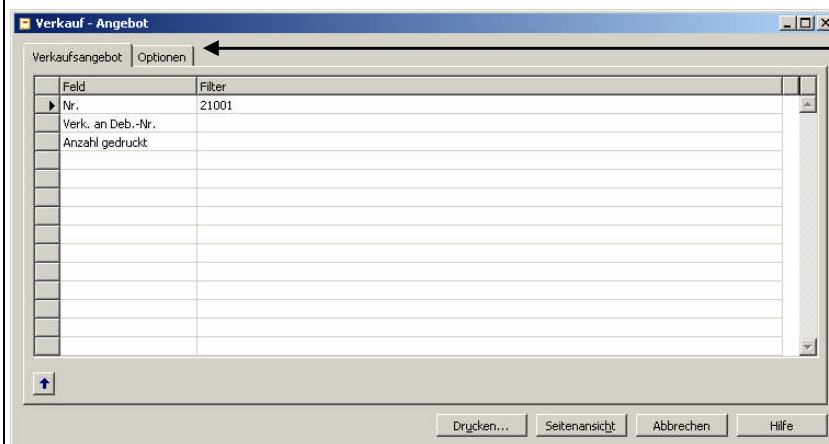 Verkauf - Angebot
Verkaufsangebot Optionen
Feld Filter
Nr. 21001
Verk. an Deb.-Nr.
Anzahl gedruckt
Drucken... Seitenansicht Abbrechen Hilfe